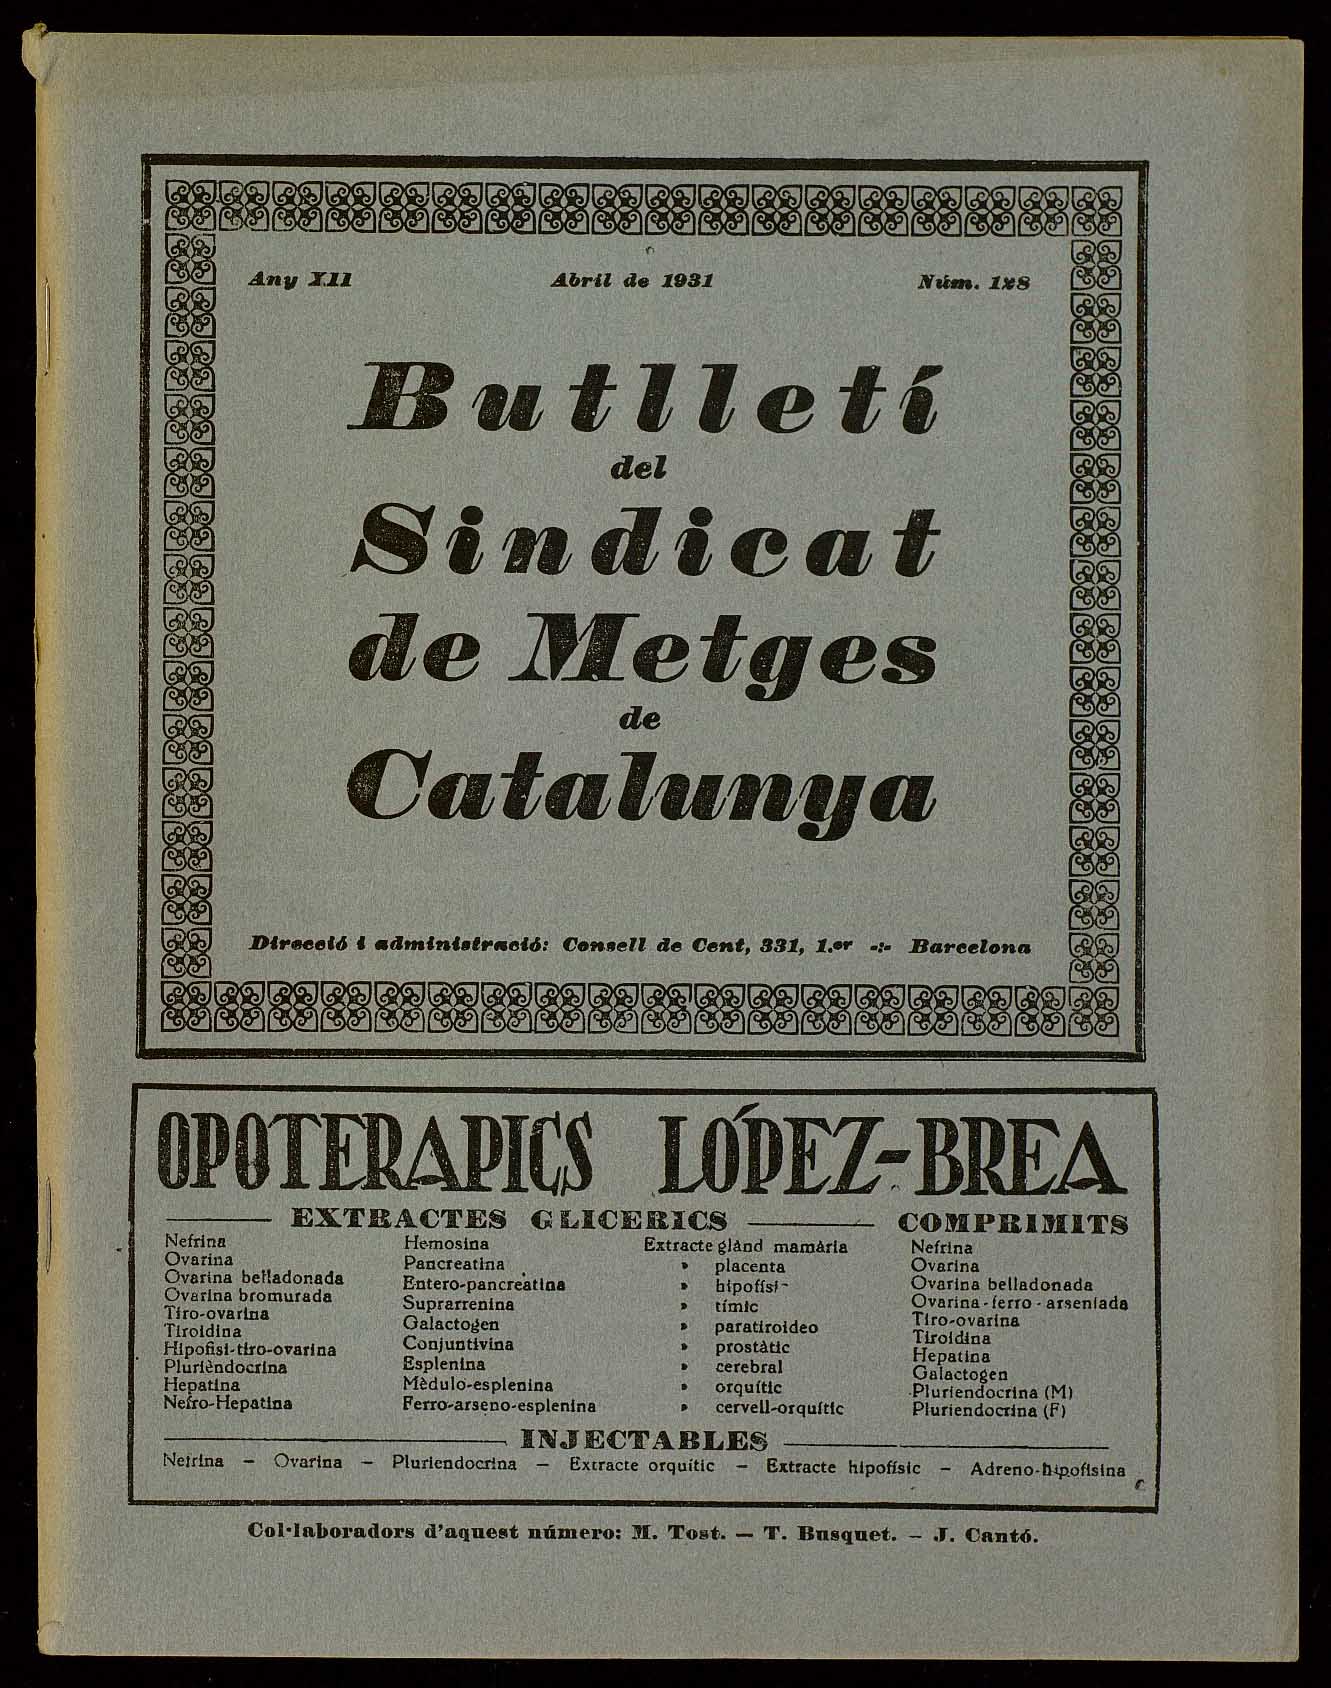 Any XII Abril de 1931 Núm. 128
Butlletí
del
Sindicat
de Metges
de
Catalunya
Direcció i administració: Consell de Cent, 331, 1.er -:- Barcelona
OPOTERAPICS LÓPEZ-BREA
EXTRACTES GLICERICS
Nefrina
Ovarina
Ovarina belladonada
Ovarina bromurada
Tiro-ovarina
Tiroidina
Hipofisi-tiro-ovarina
Plurièndocrina
Hepatina
Nefro-Hepatina
Hemosina
Pancreatina
Entero-pancreàtina
Suprarrenina
Galactogen
Conjuntivina
Esplenina
Mèdulo-esplenina
Ferro-arseno-esplenina
Extracte glànd mamària
» placenta
» hipofisi
» tímic
» paratiroideo
» prostàtic
» cerebral
» orquític
» cervell-orquític
COMPRIMITS
Nefrina
Ovarina
Ovarina belladonada
Ovarina-ferro-arseniada
Tiro-ovarina
Tiroidina
Hepatina
Galactogen
Pluriendocrina (M)
Pluriendocrina (F)
INJECTABLES
Nefrina — Ovarina — Pluriendocrina — Extracte orquític — Extracte hipofísic — Adreno-hipofisina
Col·laboradors d'aquest número: M. Tost. — T. Busquet. — J. Cantó.